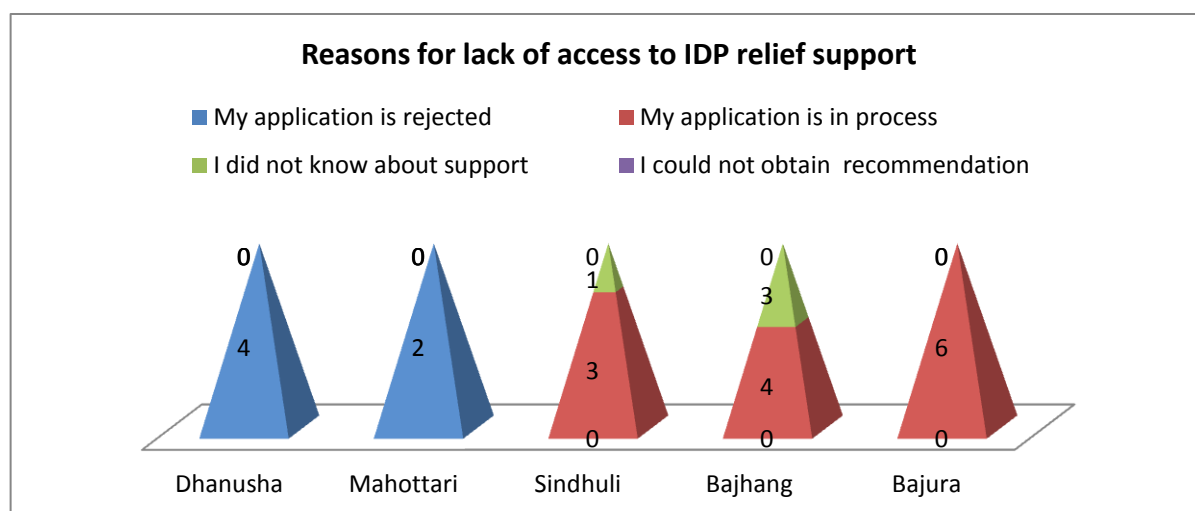 Reasons for lack of access to IDP relief support
My application is rejected My application is in process
I did not know about support I could not obtain recommendation
0 0 0 0 0
1 3
4 2 3 4 6
0 0 0
Dhanusha Mahottari Sindhuli Bajhang Bajura